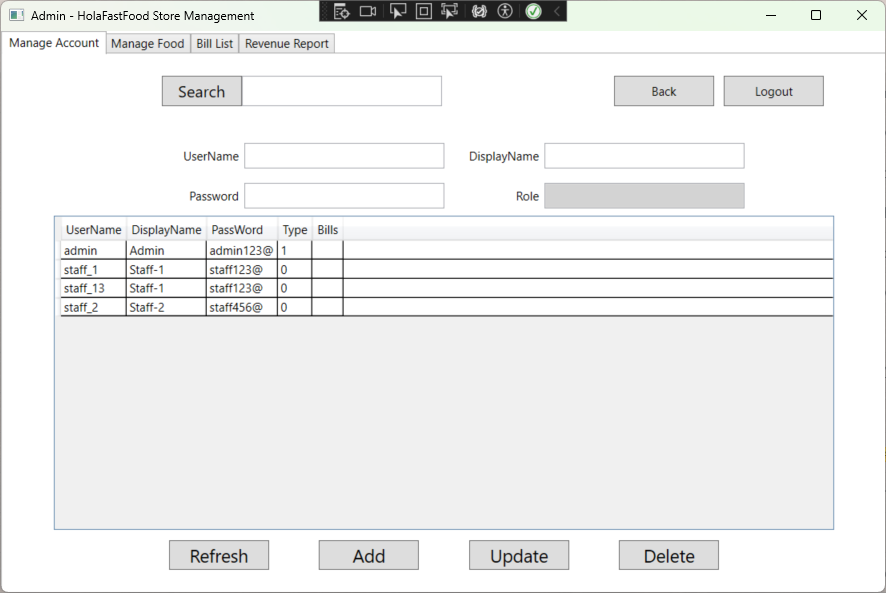 Admin - HolaFastFood Store Management
Manage Account Manage Food Bill List Revenue Report
Search Back Logout
UserName DisplayName
Password Role
UserName DisplayName PassWord Type Bills
admin Admin admin123@ 1
staff_1 Staff-1 staff123@ 0
staff_13 Staff-1 staff123@ 0
staff_2 Staff-2 staff456@ 0
Refresh Add Update Delete